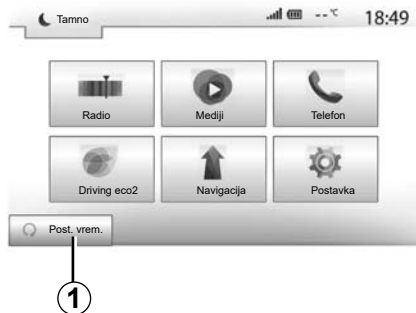 Tamno
--°C
18:49
Radio
Mediji
Telefon
Driving eco2
Navigacija
Postavka
Post. vrem.
1